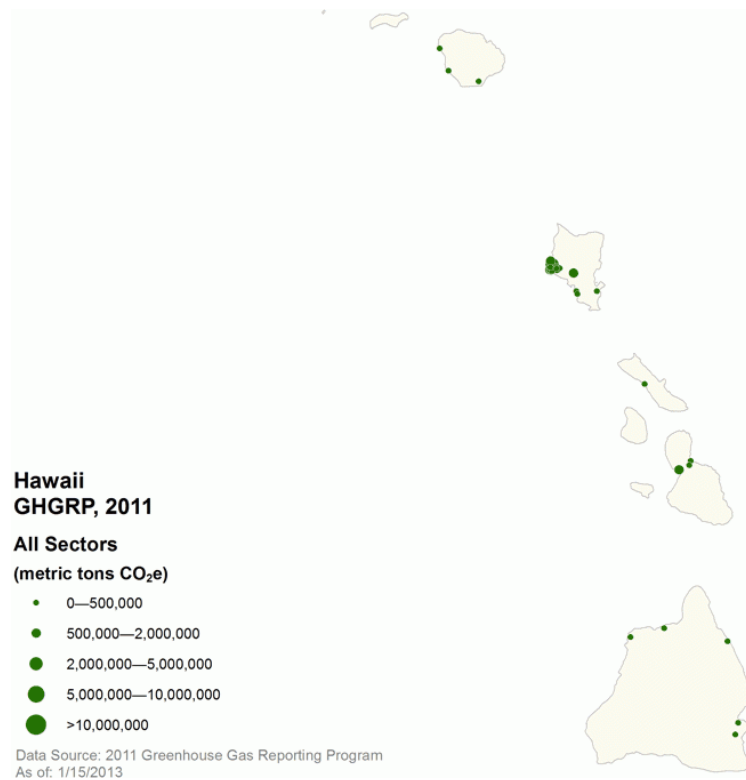 Hawaii
GHGRP, 2011
All Sectors
(metric tons CO₂e)
0—500,000
500,000—2,000,000
2,000,000—5,000,000
5,000,000—10,000,000
>10,000,000
Data Source: 2011 Greenhouse Gas Reporting Program
As of: 1/15/2013